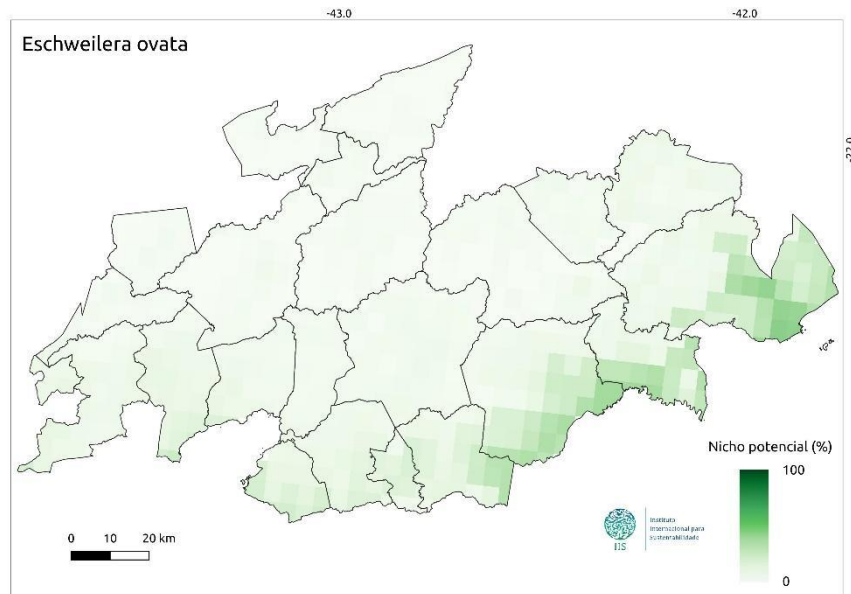 -43.0
-42.0
Eschweilera ovata
-22.0
Nicho potencial (%)
100
0
0 10 20 km
IIS
Instituto
Internacional para
Sustentabilidade